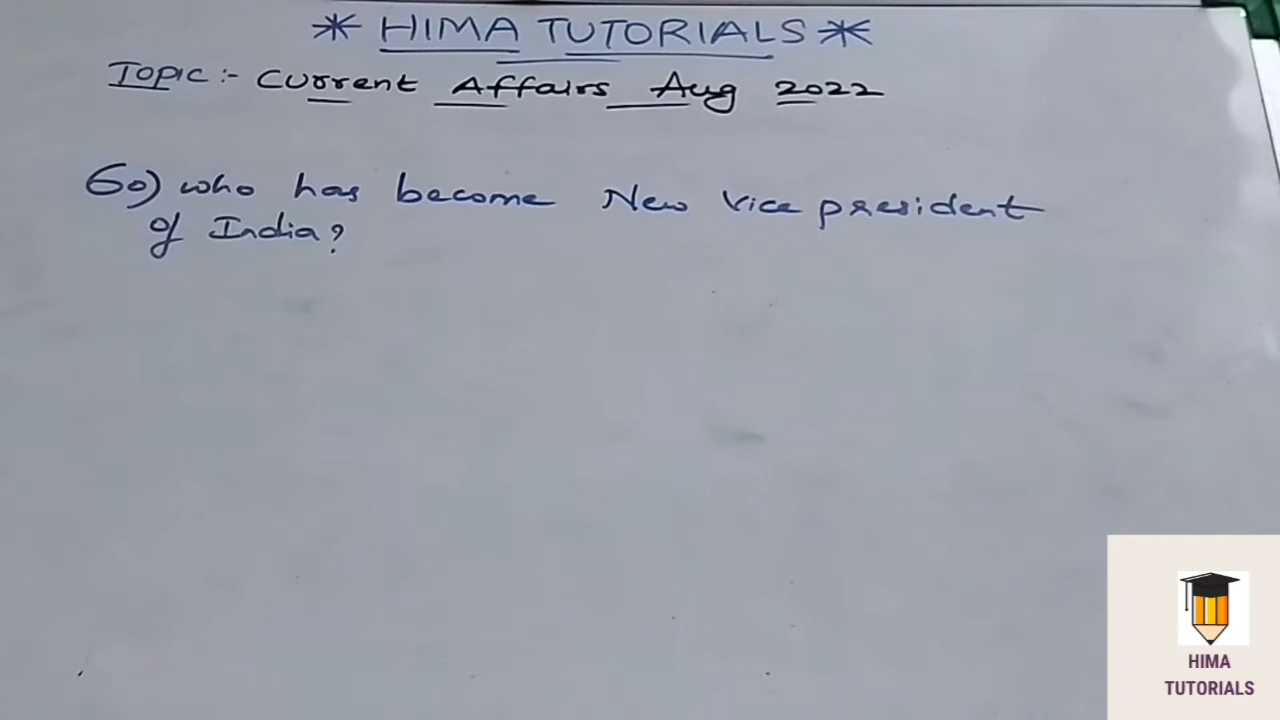 * HIMA TUTORIALS *
Topic :- Current Affairs Aug 2022
60) who has become New Vice president
of India?
HIMA
TUTORIALS